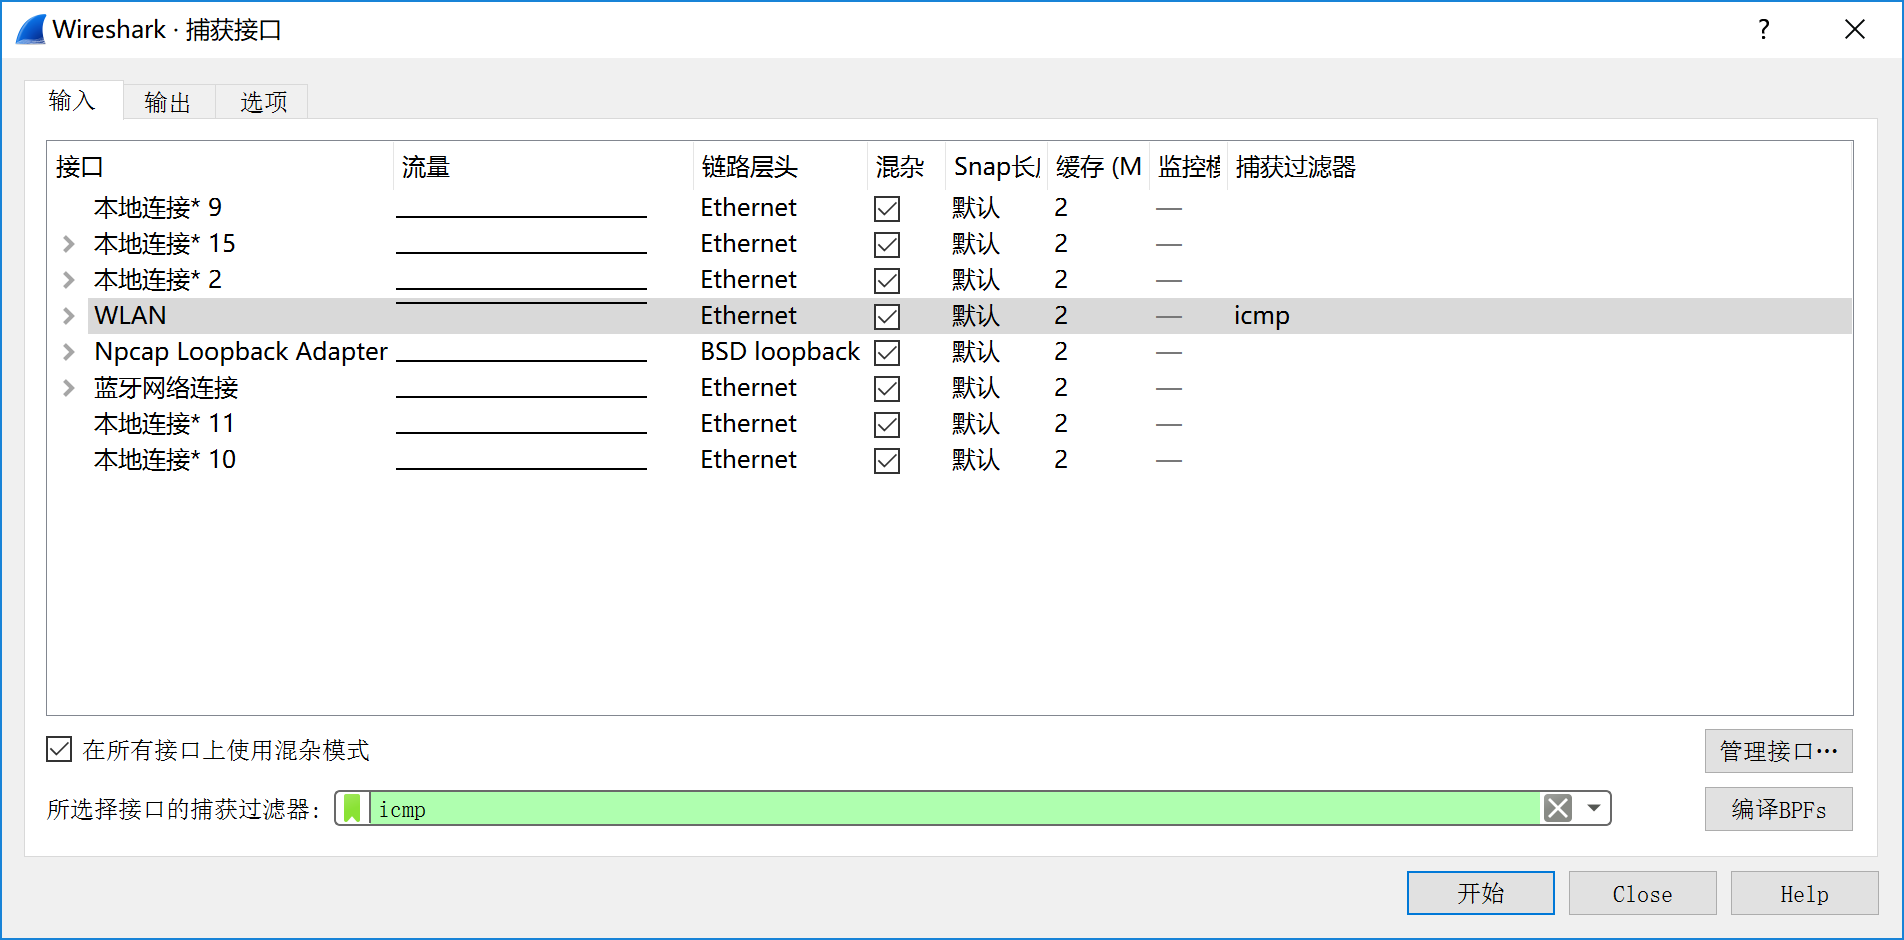 Wireshark · 捕获接口
输入 输出 选项
接口 流量 链路层头 混杂 Snap长 缓存 (M 监控 捕获过滤器
本地连接* 9 Ethernet 默认 2 —
本地连接* 15 Ethernet 默认 2 —
本地连接* 2 Ethernet 默认 2 —
WLAN Ethernet 默认 2 — icmp
Npcap Loopback Adapter BSD loopback 默认 2 —
蓝牙网络连接 Ethernet 默认 2 —
本地连接* 11 Ethernet 默认 2 —
本地连接* 10 Ethernet 默认 2 —
在所有接口上使用混杂模式 管理接口…
所选择接口的捕获过滤器: icmp 编译BPFs
开始 Close Help